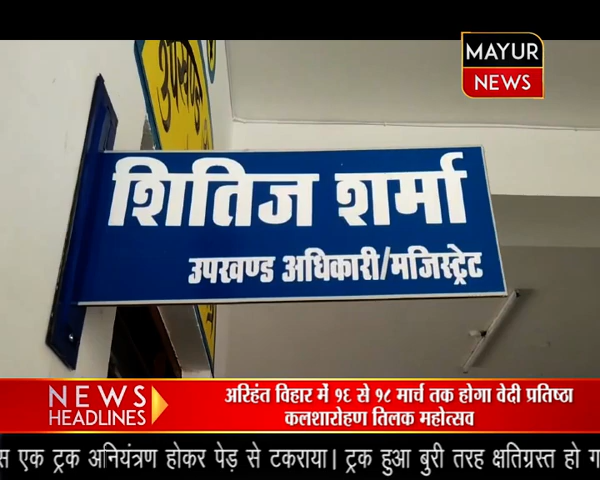 MAYUR
NEWS
उपखण्ड
शितिज शर्मा
उपखण्ड अधिकारी/मजिस्ट्रेट
NEWS
HEADLINES
अरिहंत विहार में १६ से १८ मार्च तक होगा वेदी प्रतिष्ठा
कलशारोहण तिलक महोत्सव
एक ट्रक अनियंत्रण होकर पेड़ से टकराया। ट्रक हुआ बुरी तरह क्षतिग्रस्त हो